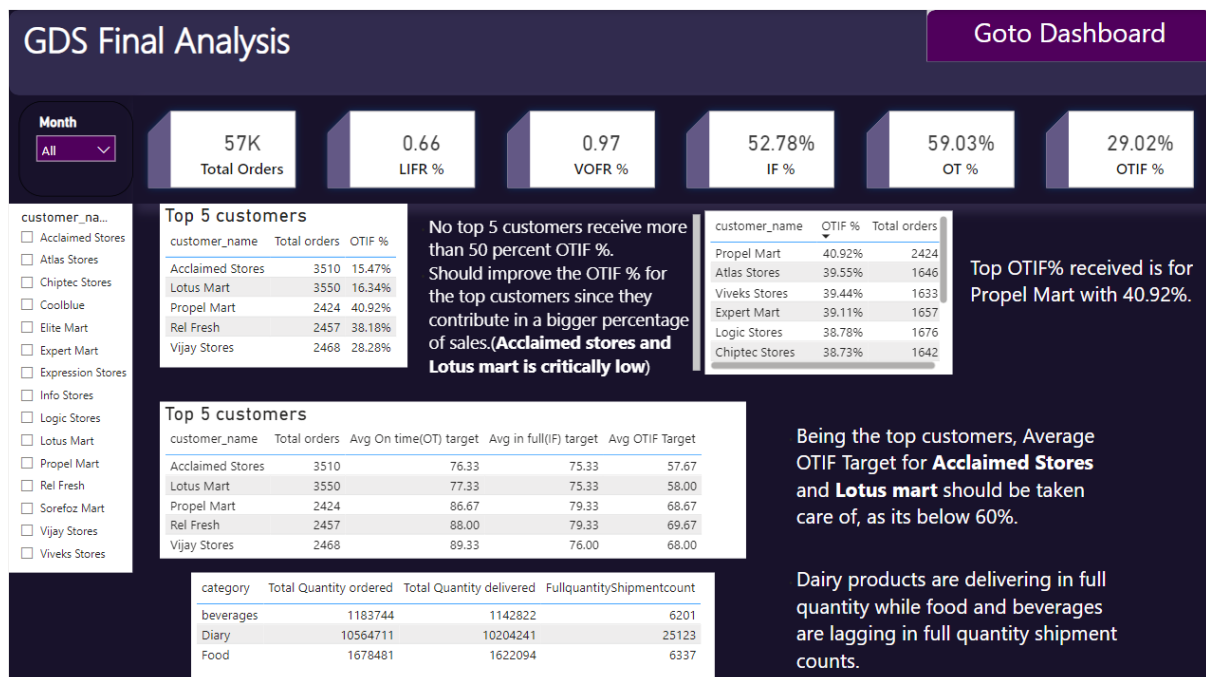 GDS Final Analysis
Goto Dashboard
Month
All
57K
Total Orders
0.66
LIFR %
0.97
VOFR %
52.78%
IF %
59.03%
OT %
29.02%
OTIF %
customer_na...
Acclaimed Stores
Atlas Stores
Chiptec Stores
Coolblue
Elite Mart
Expert Mart
Expression Stores
Info Stores
Logic Stores
Lotus Mart
Propel Mart
Rel Fresh
Sorefoz Mart
Vijay Stores
Viveks Stores
Top 5 customers
customer_name Total orders OTIF %
Acclaimed Stores 3510 15.47%
Lotus Mart 3550 16.34%
Propel Mart 2424 40.92%
Rel Fresh 2457 38.18%
Vijay Stores 2468 28.28%
No top 5 customers receive more
than 50 percent OTIF %.
Should improve the OTIF % for
the top customers since they
contribute in a bigger percentage
of sales.(Acclaimed stores and
Lotus mart is critically low)
customer_name OTIF % Total orders
Propel Mart 40.92% 2424
Atlas Stores 39.55% 1646
Viveks Stores 39.44% 1633
Expert Mart 39.11% 1657
Logic Stores 38.78% 1676
Chiptec Stores 38.73% 1642
Top OTIF% received is for
Propel Mart with 40.92%.
Top 5 customers
customer_name Total orders Avg On time(OT) target Avg in full(IF) target Avg OTIF Target
Acclaimed Stores 3510 76.33 75.33 57.67
Lotus Mart 3550 77.33 75.33 58.00
Propel Mart 2424 86.67 79.33 68.67
Rel Fresh 2457 88.00 79.33 69.67
Vijay Stores 2468 89.33 76.00 68.00
Being the top customers, Average
OTIF Target for Acclaimed Stores
and Lotus mart should be taken
care of, as its below 60%.
category Total Quantity ordered Total Quantity delivered FullquantityShipmentcount
beverages 1183744 1142822 6201
Diary 10564711 10204241 25123
Food 1678481 1622094 6337
Dairy products are delivering in full
quantity while food and beverages
are lagging in full quantity shipment
counts.